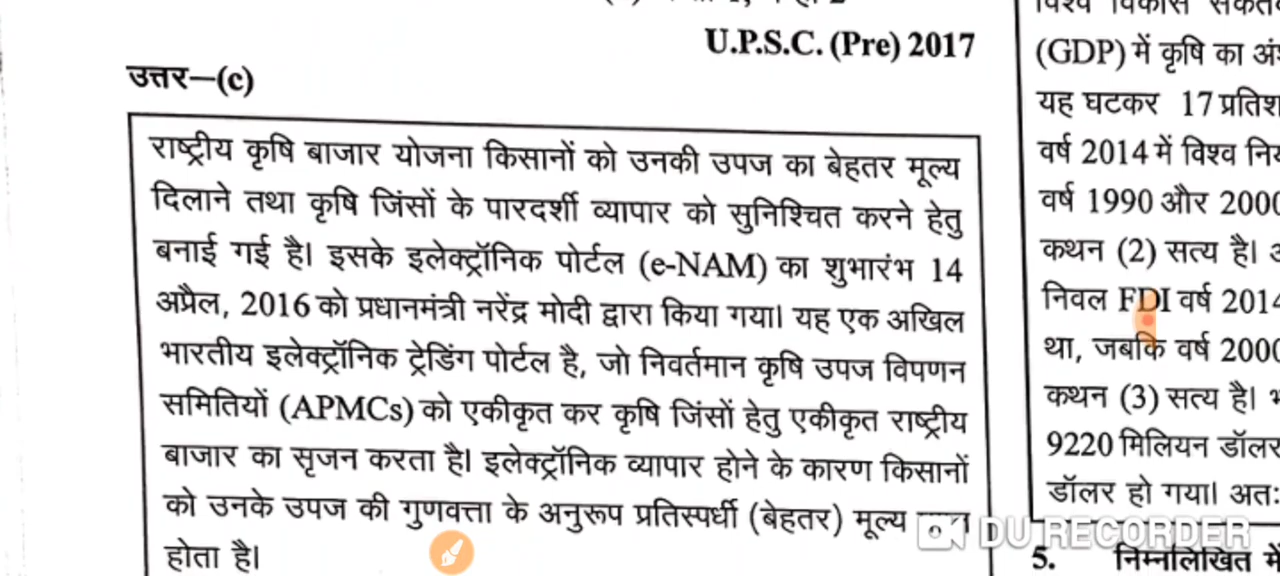 U.P.S.C. (Pre) 2017
उत्तर–(c)
राष्ट्रीय कृषि बाजार योजना किसानों को उनकी उपज का बेहतर मूल्य
दिलाने तथा कृषि जिंसों के पारदर्शी व्यापार को सुनिश्चित करने हेतु
बनाई गई है। इसके इलेक्ट्रॉनिक पोर्टल (e-NAM) का शुभारंभ 14
अप्रैल, 2016 को प्रधानमंत्री नरेंद्र मोदी द्वारा किया गया। यह एक अखिल
भारतीय इलेक्ट्रॉनिक ट्रेडिंग पोर्टल है, जो निवर्तमान कृषि उपज विपणन
समितियों (APMCs) को एकीकृत कर कृषि जिंसों हेतु एकीकृत राष्ट्रीय
बाजार का सृजन करता है। इलेक्ट्रॉनिक व्यापार होने के कारण किसानों
को उनके उपज की गुणवत्ता के अनुरूप प्रतिस्पर्धी (बेहतर) मूल्य
होता है।
विश्व विकास
(GDP) में कृषि का
यह घटकर 17
वर्ष 2014 में विश्व
वर्ष 1990 और 2000
कथन (2) सत्य है।
निवल FDI वर्ष 2014
था, जबकि वर्ष 2000
कथन (3) सत्य है।
9220 मिलियन डॉलर
डॉलर हो गया। अतः
5. निम्नलिखित में
DU RECORDER